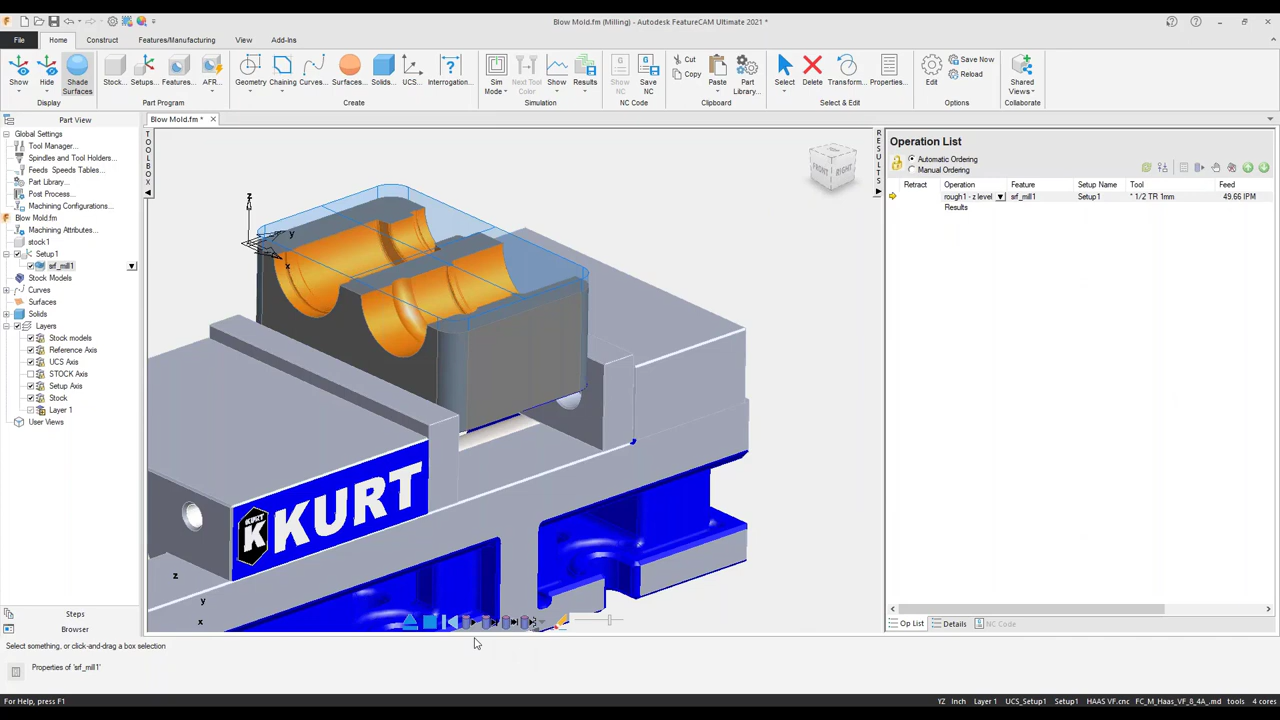 Blow Mold.fm (Milling) - Autodesk FeatureCAM Ultimate 2021 *
File Home Construct Features/Manufacturing View Add-Ins
Show Hide Shade Surfaces Stock... Setups... Features... AFR... Geometry Chaining Curves... Surfaces... Solids... UCS... Interrogation... Sim Mode Next Tool Color Show Results Show NC Save NC Cut Copy Paste Part Library... Select Delete Transform... Properties... Edit Save Now Reload Shared Views
Display Part Program Create Simulation NC Code Clipboard Select & Edit Options Collaborate
Part View
Blow Mold.fm *
Global Settings
Tool Manager...
Spindles and Tool Holders...
Feeds  Speeds Tables...
Part Library...
Post Process...
Machining Configurations...
Blow Mold.fm
Machining Attributes...
stock1
Setup1
srf_mill1
Stock Models
Curves
Surfaces
Solids
Layers
Stock models
Reference Axis
UCS Axis
STOCK Axis
Setup Axis
Stock
Layer 1
User Views
Steps
Browser
TOOLBOX
z
y
x
FRONT RIGHT
KURT
KURT
z
y
x
RESULTS
Operation List
Automatic Ordering
Manual Ordering
Retract Operation Feature Setup Name Tool Feed
rough1 - z level srf_mill1 Setup1 * 1/2 TR 1mm 49.66 IPM
Results
Op List Details NC Code
Select something, or click-and-drag a box selection
Properties of 'srf_mill1'
For Help, press F1
YZ Inch Layer 1 UCS_Setup1 Setup1 HAAS VF.cnc FC_M_Haas_VF_8_4A_.md tools 4 cores